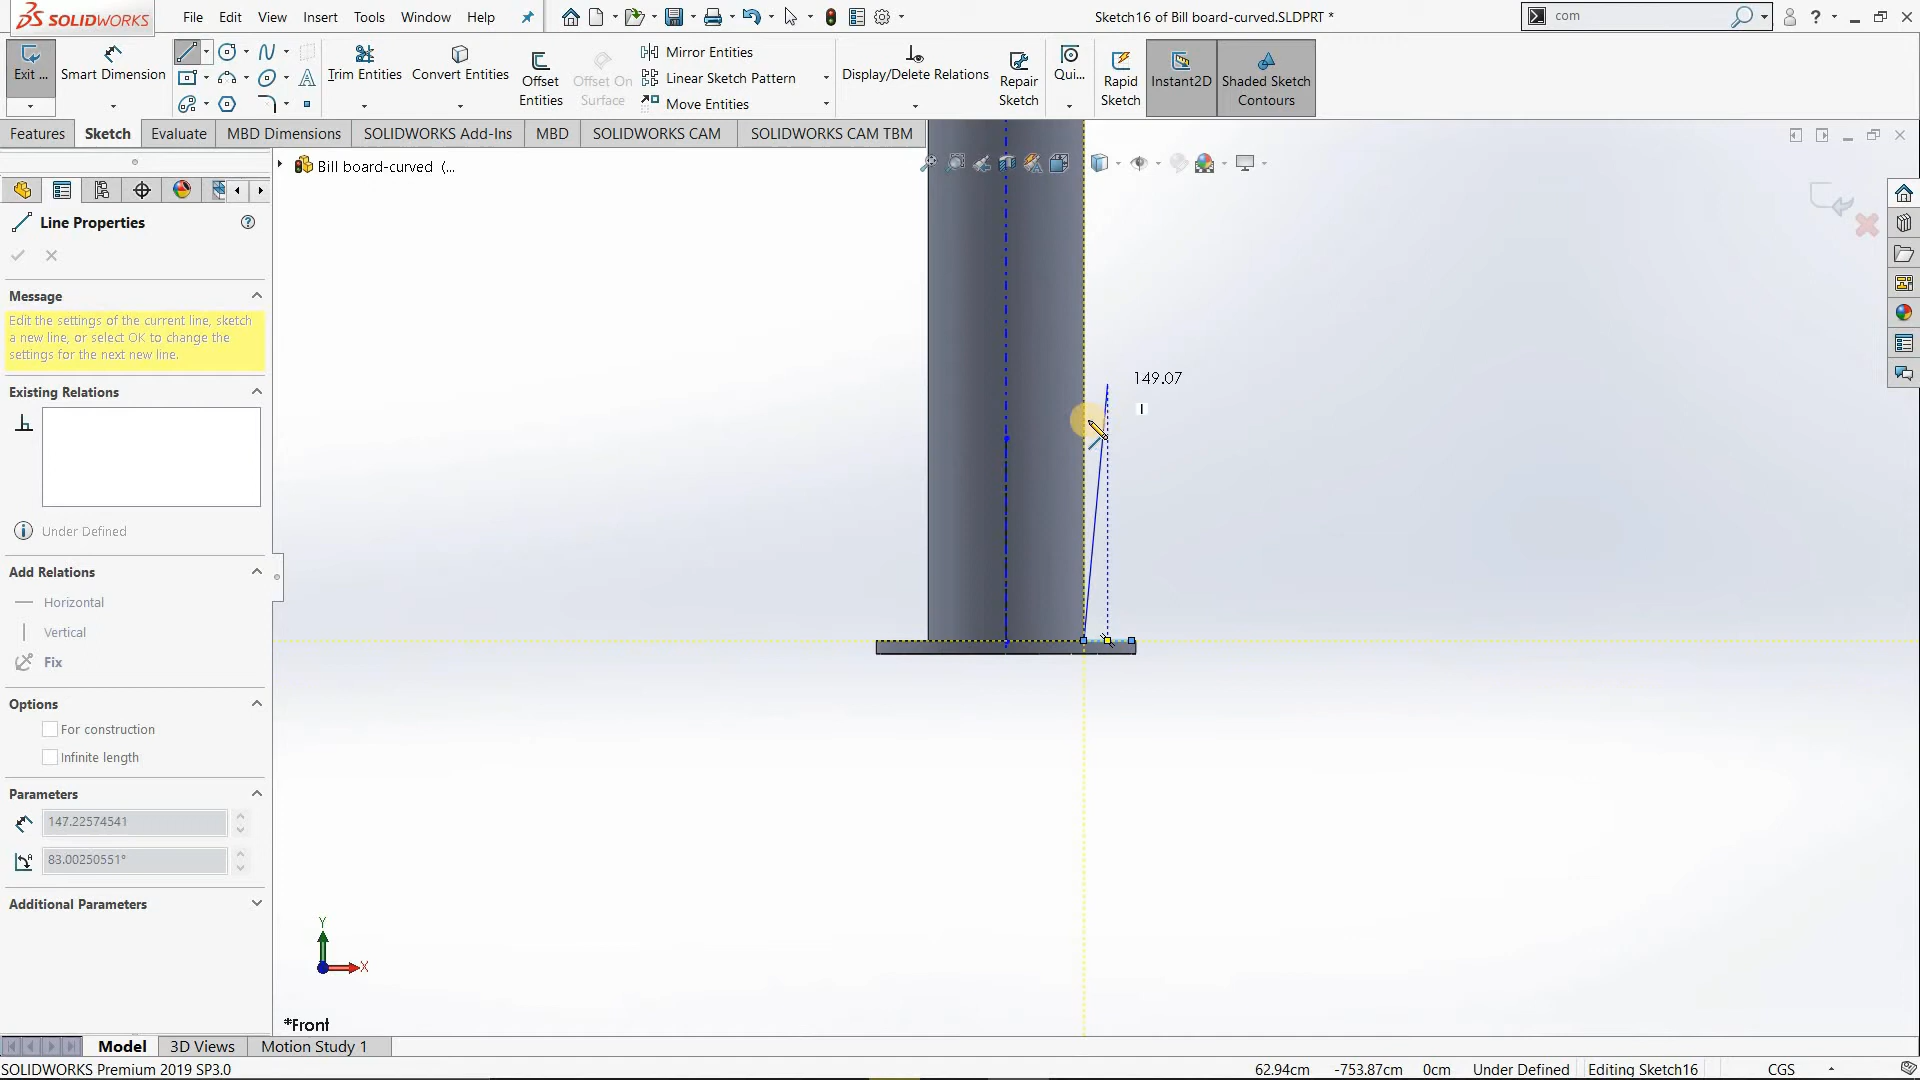 SOLIDWORKS
File Edit View Insert Tools Window Help
Sketch16 of Bill board-curved.SLDPRT *
com
?
Exit ...
Smart Dimension
Trim Entities
Convert Entities
Offset
Entities
Offset On
Surface
Mirror Entities
Linear Sketch Pattern
Move Entities
Display/Delete Relations
Repair
Sketch
Qui...
Rapid
Sketch
Instant2D
Shaded Sketch
Contours
Features Sketch Evaluate MBD Dimensions SOLIDWORKS Add-Ins MBD SOLIDWORKS CAM SOLIDWORKS CAM TBM
Bill board-curved (...
Line Properties
?
Message
Edit the settings of the current line, sketch
a new line, or select OK to change the
settings for the next new line.
Existing Relations
Under Defined
Add Relations
Horizontal
Vertical
Fix
Options
For construction
Infinite length
Parameters
147.22574541
83.00250551°
Additional Parameters
149.07
Y
X
*Front
Model 3D Views Motion Study 1
SOLIDWORKS Premium 2019 SP3.0
62.94cm -753.87cm 0cm Under Defined Editing Sketch16 CGS